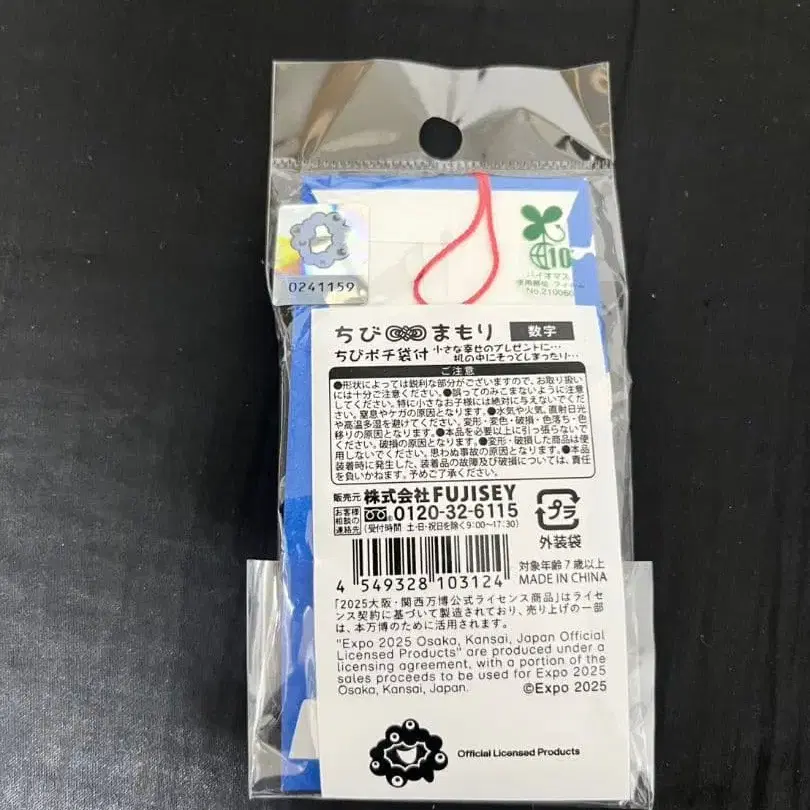 0241159
10
バイオマス
使用部位 フィルム
No.210060
ちび まもり 数字
ちびポチ袋付 小さな幸せのプレゼントに…
机の中にそってしまったり…
ご注意
●形状によっては鋭利な部分がございますので、お取り扱い
には十分ご注意ください。●誤ってのみこまないように注意
してください。特に小さなお子様には絶対に与えないでくだ
さい。窒息やケガの原因となります。●水気や火気、直射日光
や高温多湿を避けてください。変形・変色・破損・色落ち・色
移りの原因となります。●本品を必要以上に引っ張らないで
ください。破損の原因となります。●変形・破損した商品は使
用しないでください。思わぬ事故の原因となります。●本品
装着時に発生した、装着品の故障及び破損については、責任
を負いかねます。予めご了承ください。
販売元 株式会社FUJISEY
お客様相談の連絡先 0120-32-6115
(受付時間 土・日・祝日を除く9:00〜17:30)
プラ
外装袋
4 549328 103124
対象年齢7歳以上
MADE IN CHINA
「2025大阪・関西万博公式ライセンス商品」はライセ
ンス契約に基づいて製造されており、売り上げの一部
は、本万博のために活用されます。
"Expo 2025 Osaka, Kansai, Japan Official
Licensed Products" are produced under a
licensing agreement, with a portion of the
sales proceeds to be used for Expo 2025
Osaka, Kansai, Japan.
©Expo 2025
Official Licensed Products